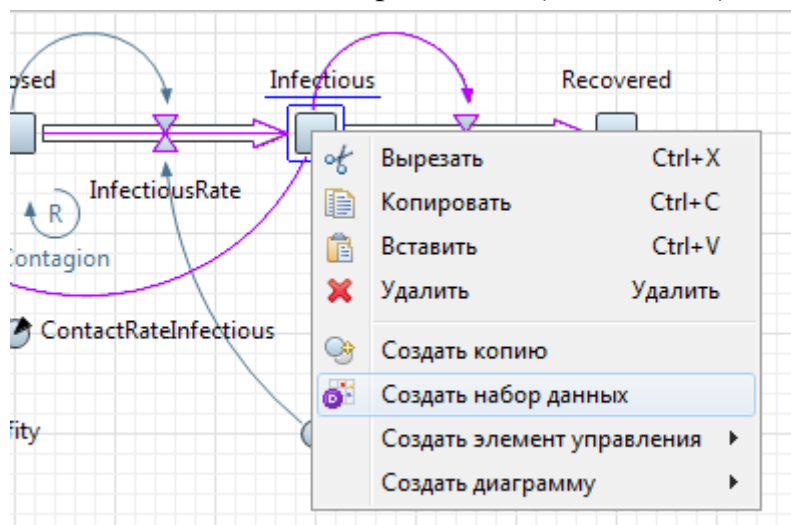 osed
Infectious
Recovered
InfectiousRate
R
ontagion
ContactRateInfectious
ity
Вырезать Ctrl+X
Копировать Ctrl+C
Вставить Ctrl+V
Удалить Удалить
Создать копию
D
Создать набор данных
Создать элемент управления
Создать диаграмму